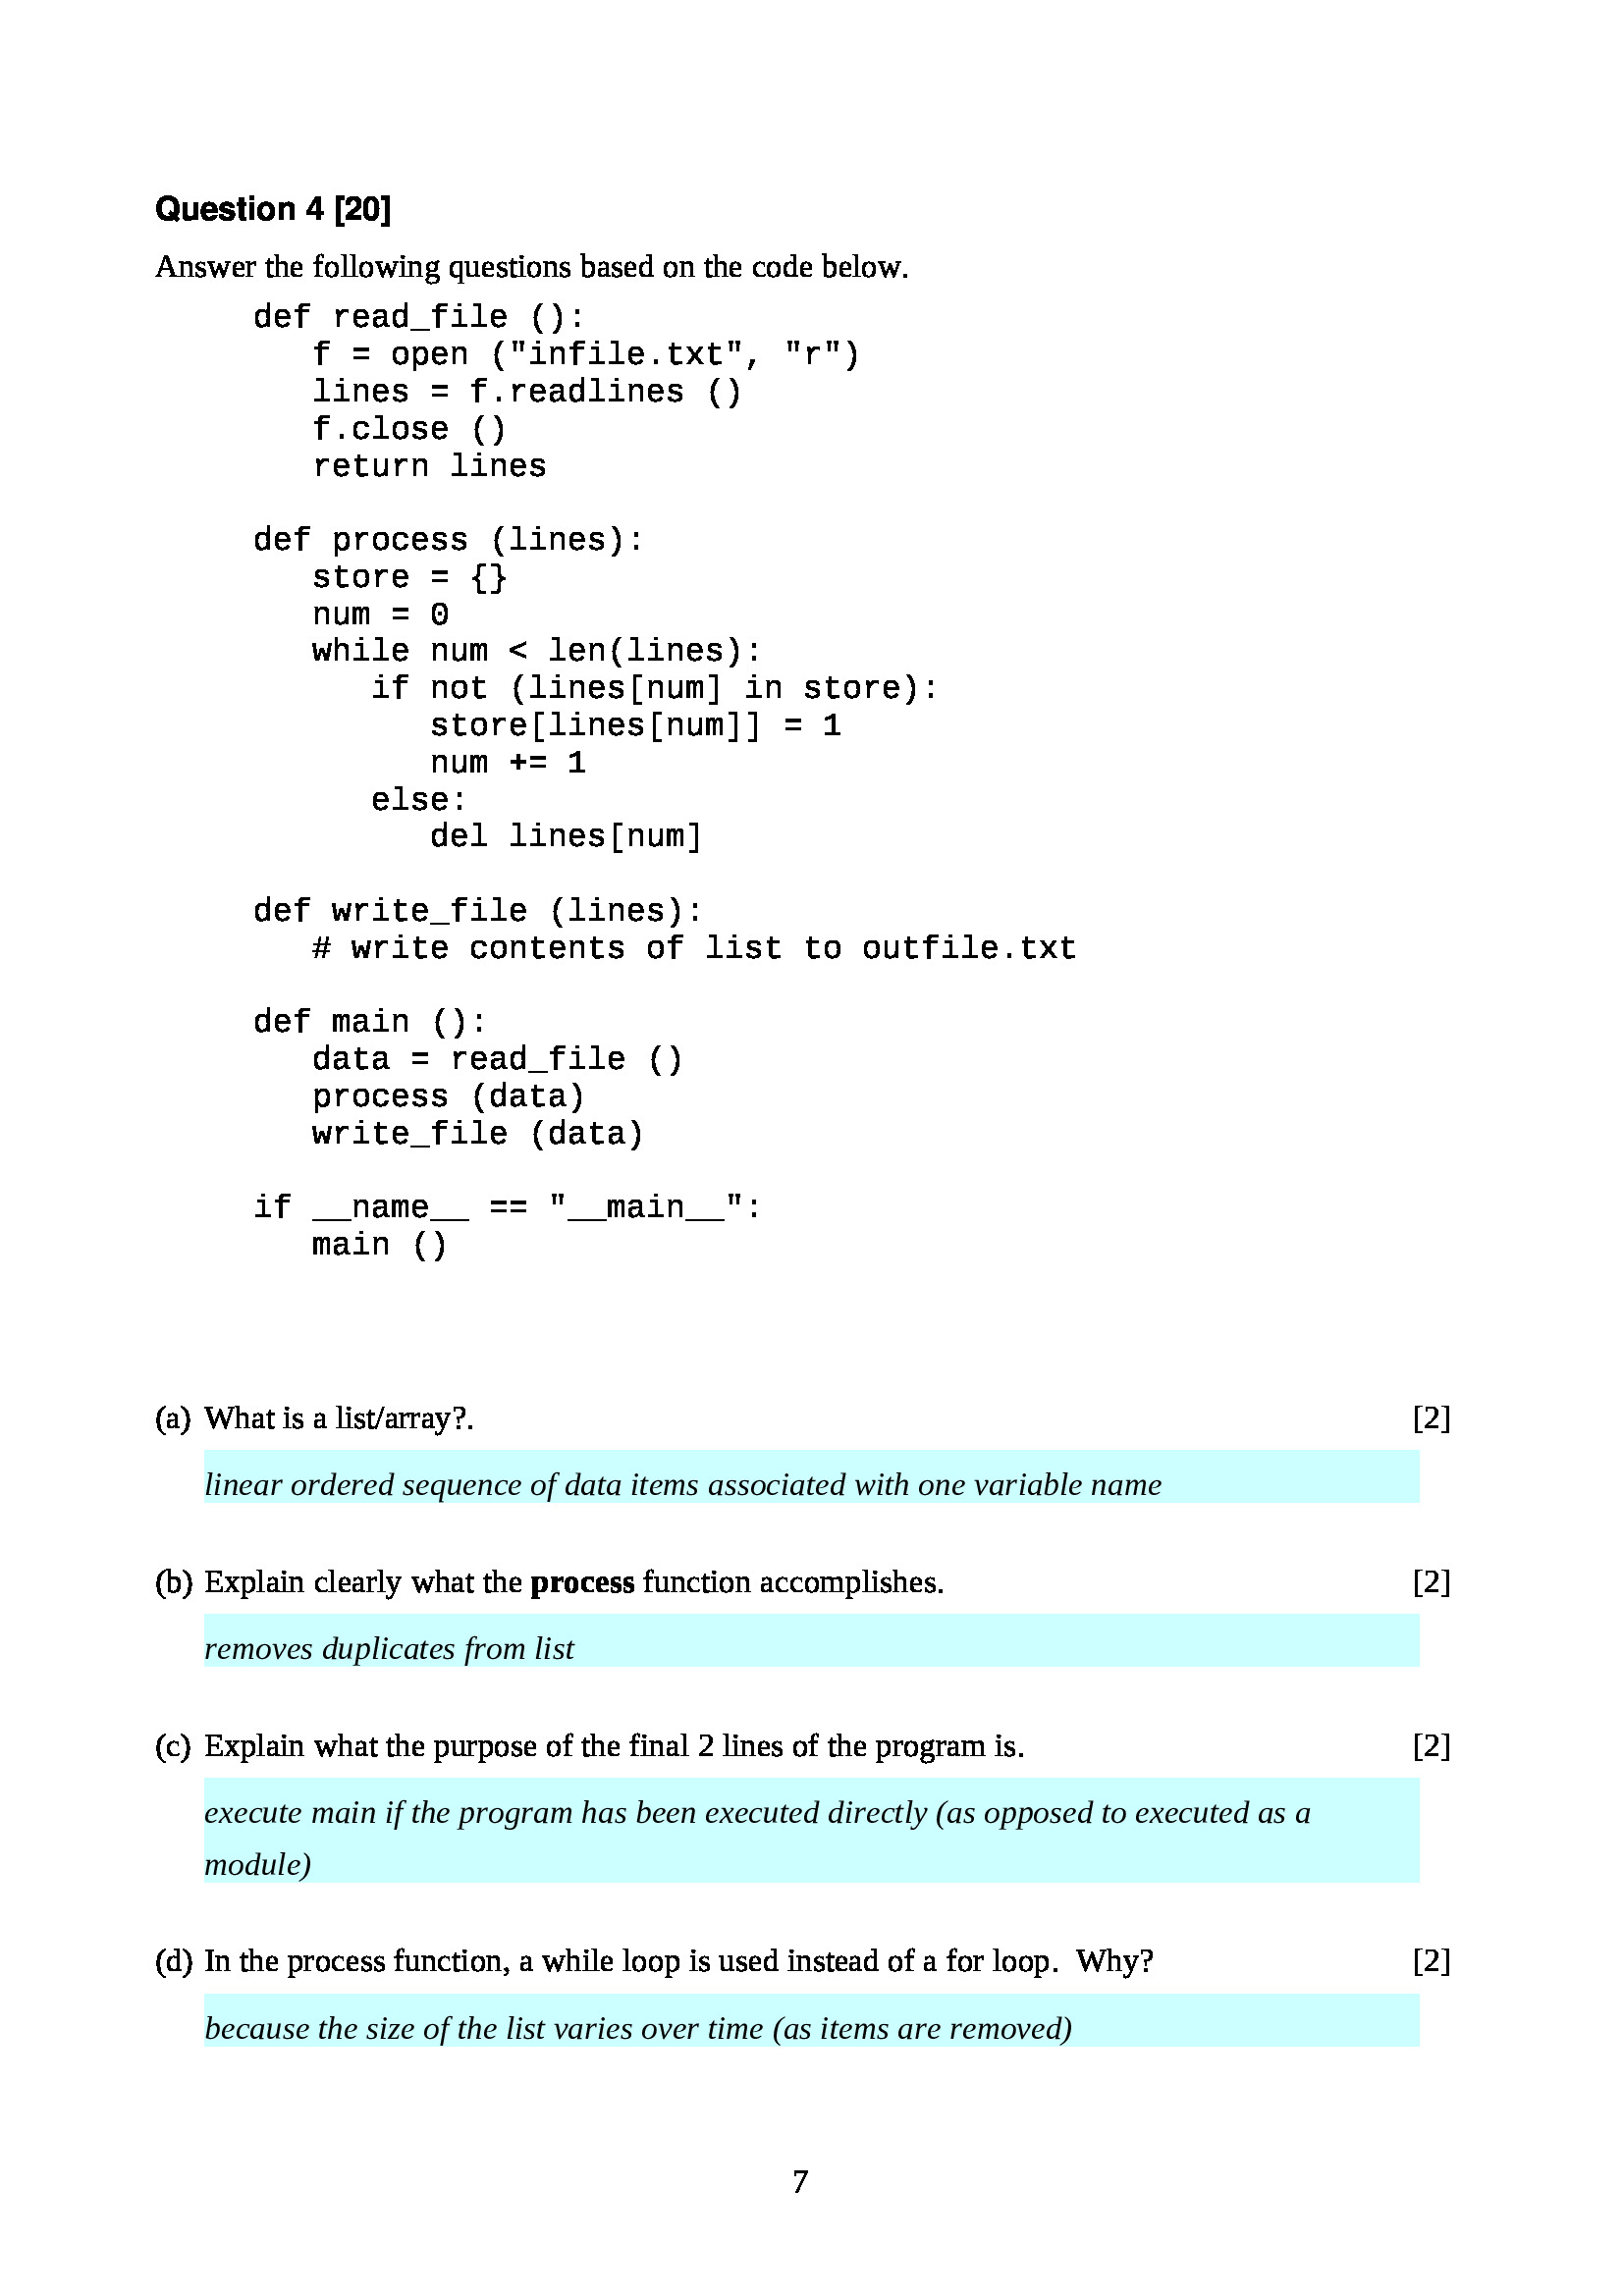 Question 4 [20]
Answer the following questions based on the code below.
def read_file ():
   f = open ("infile.txt", "r")
   lines = f.readlines ()
   f.close ()
   return lines

def process (lines):
   store = {}
   num = 0
   while num < len(lines):
      if not (lines[num] in store):
         store[lines[num]] = 1
         num += 1
      else:
         del lines[num]

def write_file (lines):
   # write contents of list to outfile.txt

def main ():
   data = read_file ()
   process (data)
   write_file (data)

if __name__ == "__main__":
   main ()

(a) What is a list/array?. [2]
linear ordered sequence of data items associated with one variable name
(b) Explain clearly what the process function accomplishes. [2]
removes duplicates from list
(c) Explain what the purpose of the final 2 lines of the program is. [2]
execute main if the program has been executed directly (as opposed to executed as a
module)
(d) In the process function, a while loop is used instead of a for loop.  Why? [2]
because the size of the list varies over time (as items are removed)
7